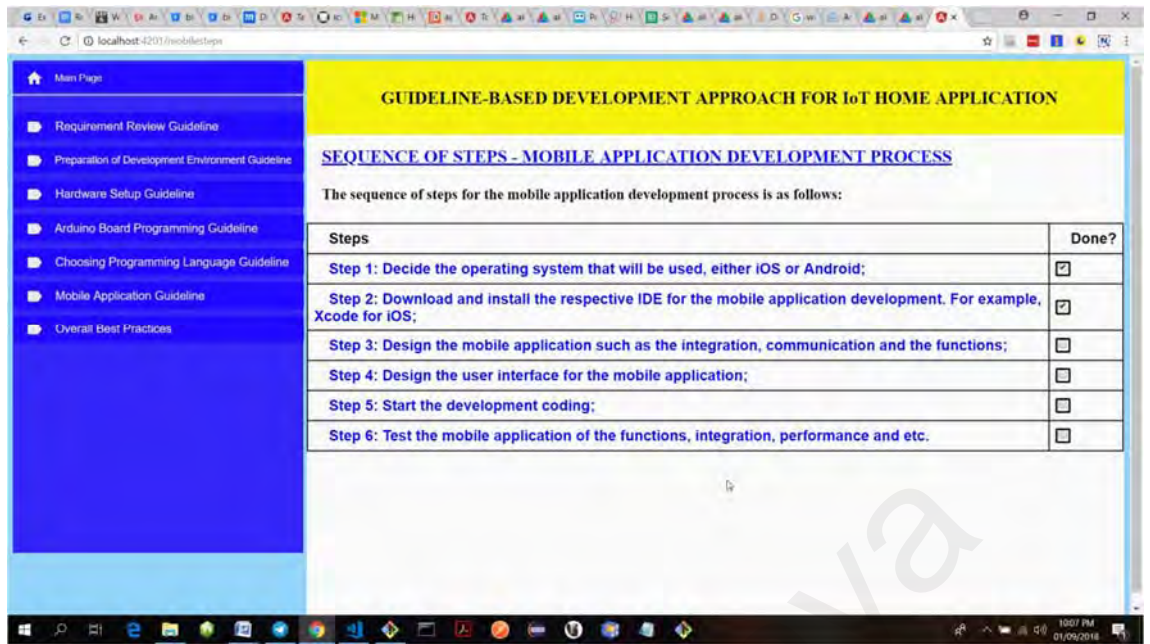 localhost:4201/mobilesteps
Main Page
Requirement Review Guideline
Preparation of Development Environment Guideline
Hardware Setup Guideline
Arduino Board Programming Guideline
Choosing Programming Language Guideline
Mobile Application Guideline
Overall Best Practices
GUIDELINE-BASED DEVELOPMENT APPROACH FOR IoT HOME APPLICATION
SEQUENCE OF STEPS - MOBILE APPLICATION DEVELOPMENT PROCESS
The sequence of steps for the mobile application development process is as follows:
Steps Done?
Step 1: Decide the operating system that will be used, either iOS or Android;
Step 2: Download and install the respective IDE for the mobile application development. For example,
Xcode for iOS;
Step 3: Design the mobile application such as the integration, communication and the functions;
Step 4: Design the user interface for the mobile application;
Step 5: Start the development coding;
Step 6: Test the mobile application of the functions, integration, performance and etc.
10:07 PM
01/09/2018